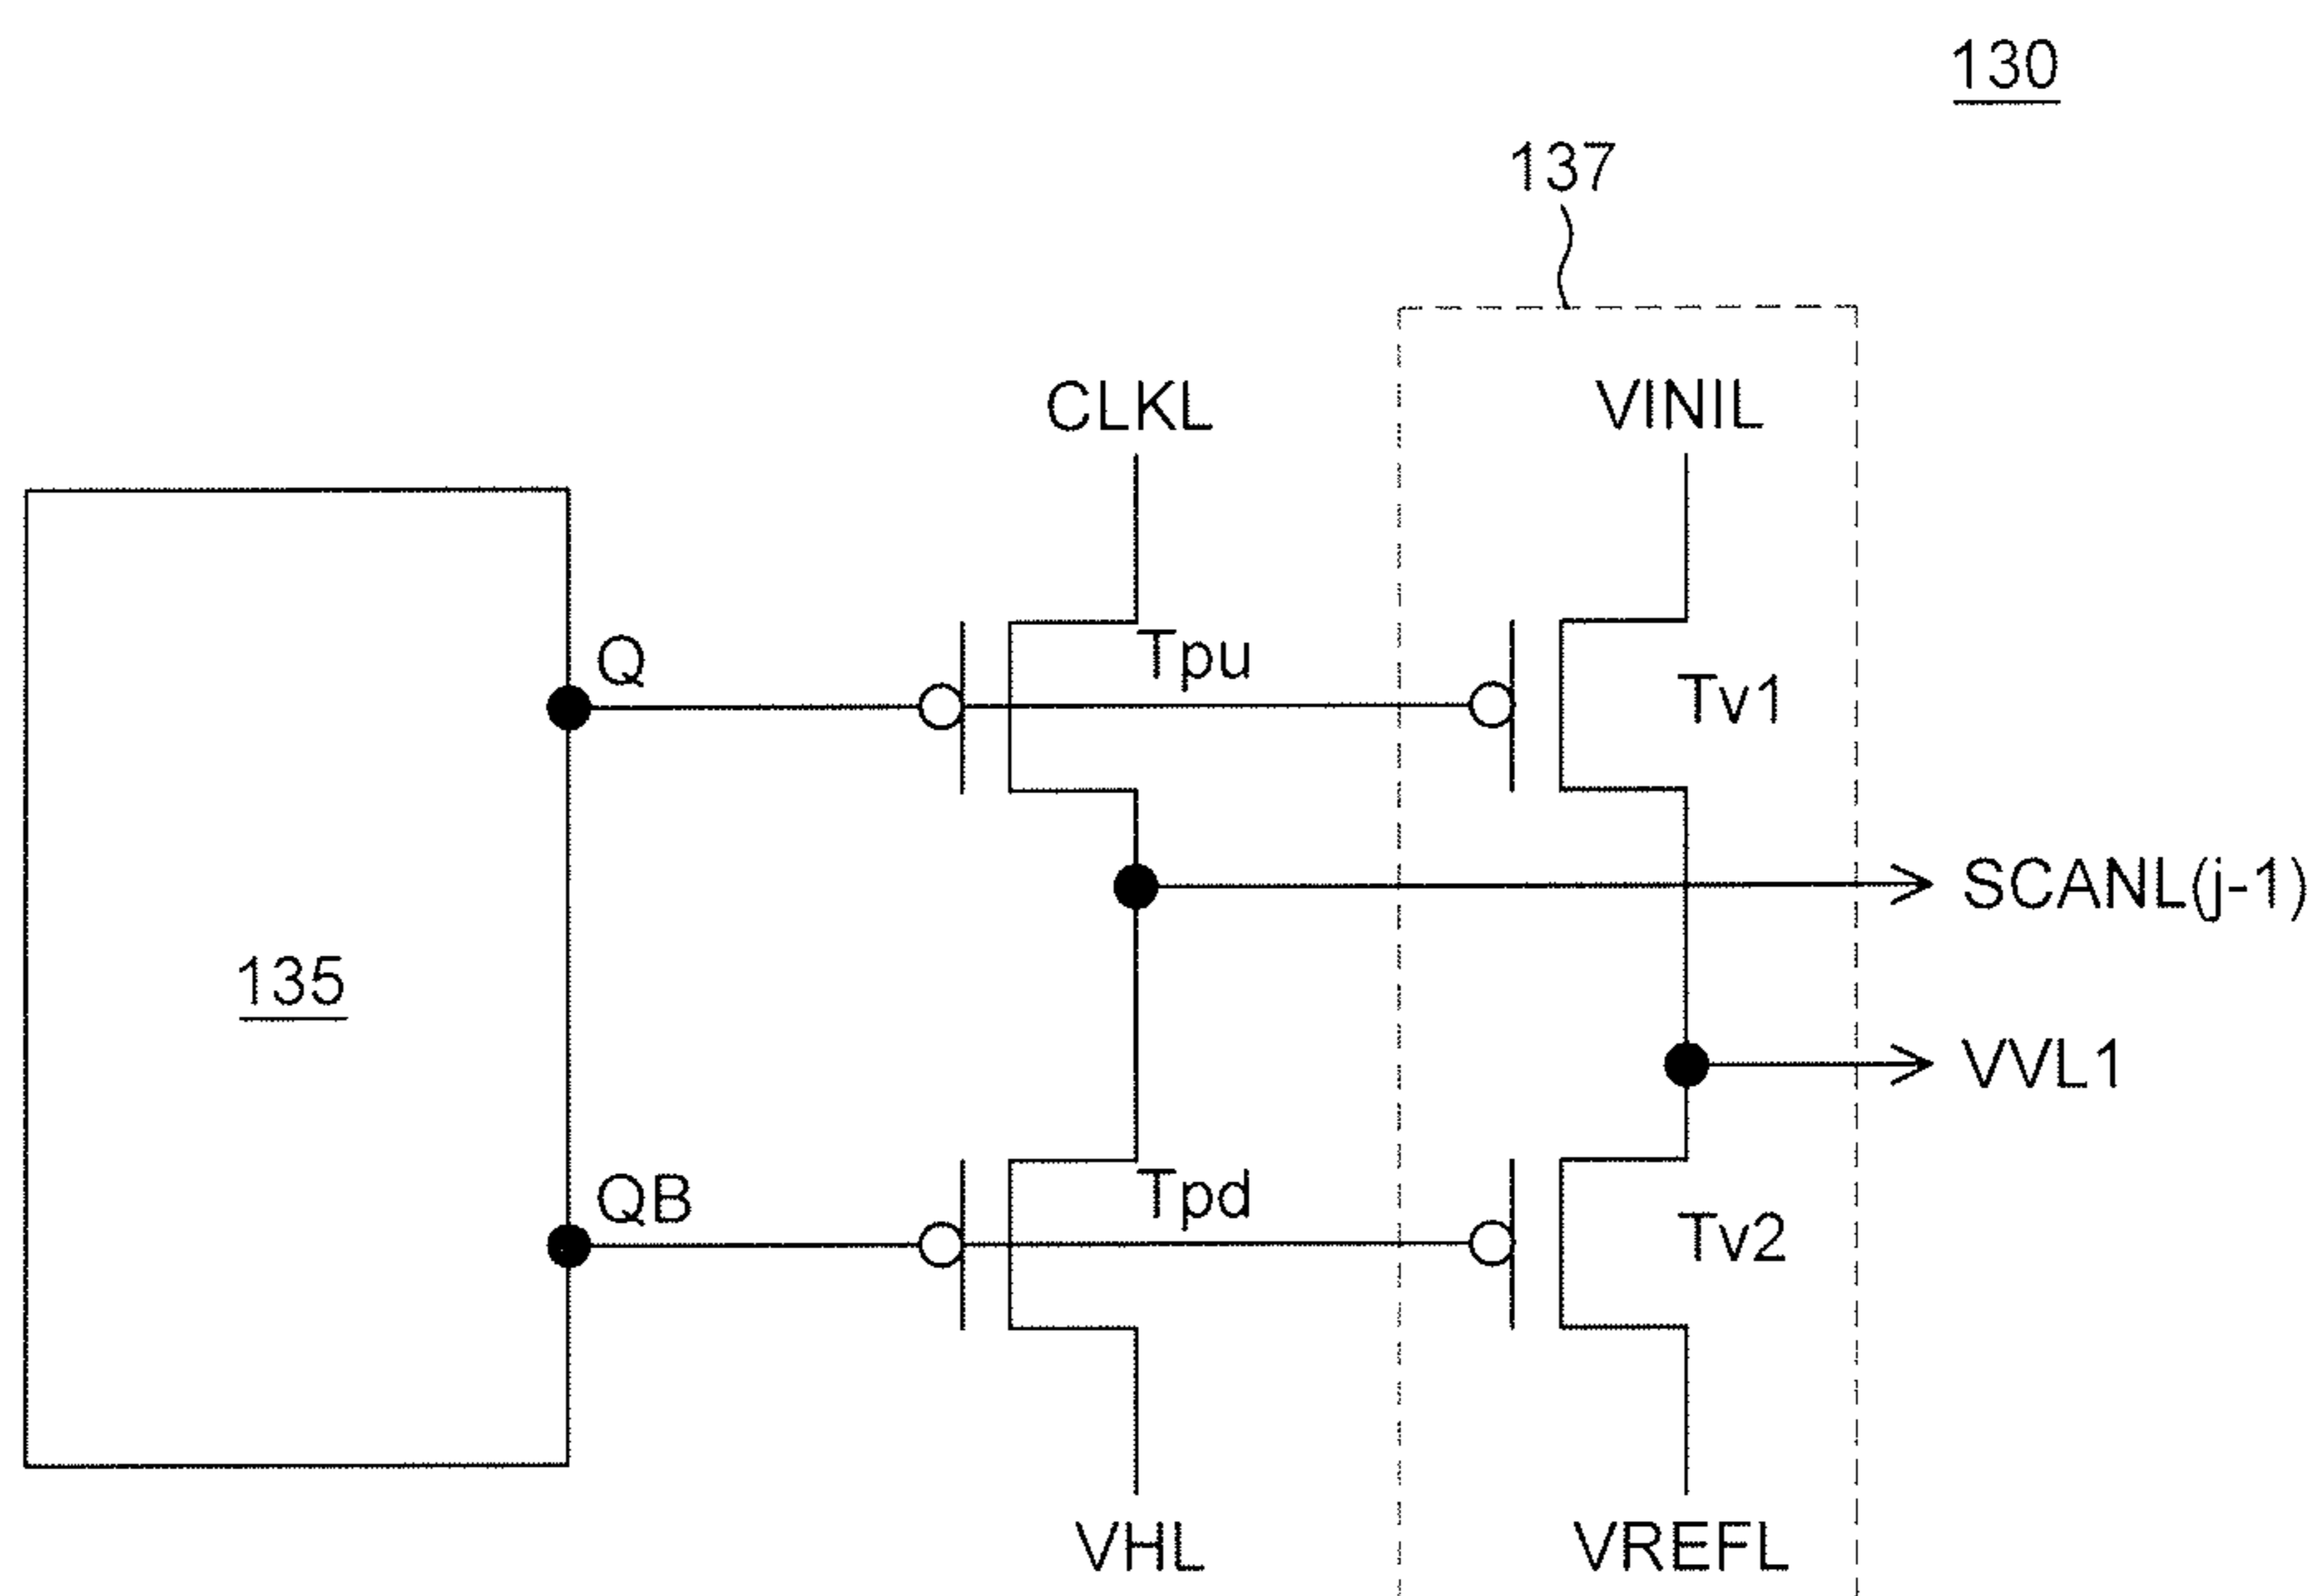 130
137
CLKL
VINIL
Q
Tpu
Tv1
SCANL(j-1)
135
VVL1
QB
Tpd
Tv2
VHL
VREFL